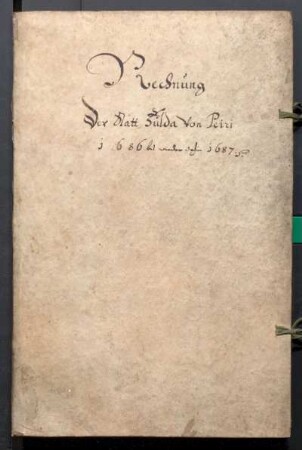 Rechnung
Der Statt Fulda Von Petri
1686 bis 1687